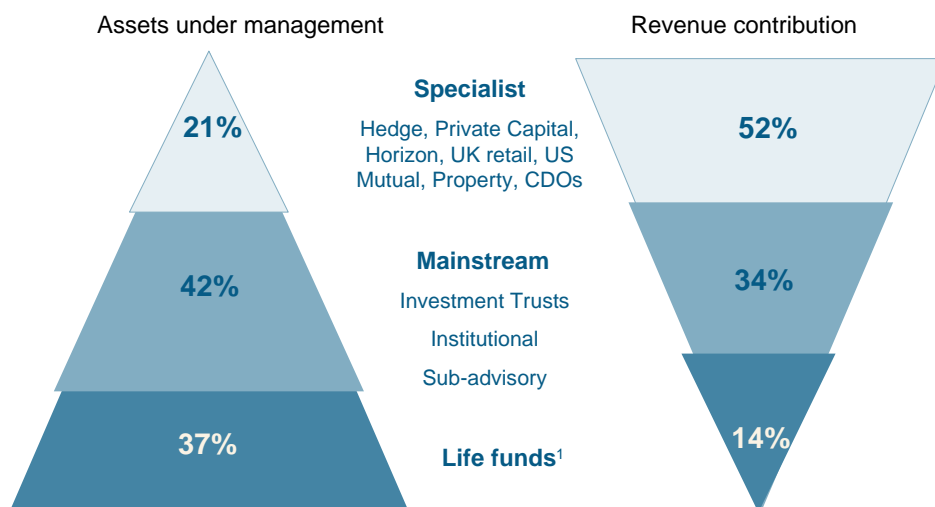 Assets under management
Revenue contribution
21%
Specialist
Hedge, Private Capital,
Horizon, UK retail, US
Mutual, Property, CDOs
52%
42%
Mainstream
Investment Trusts
Institutional
Sub-advisory
34%
37%
Life funds¹
14%